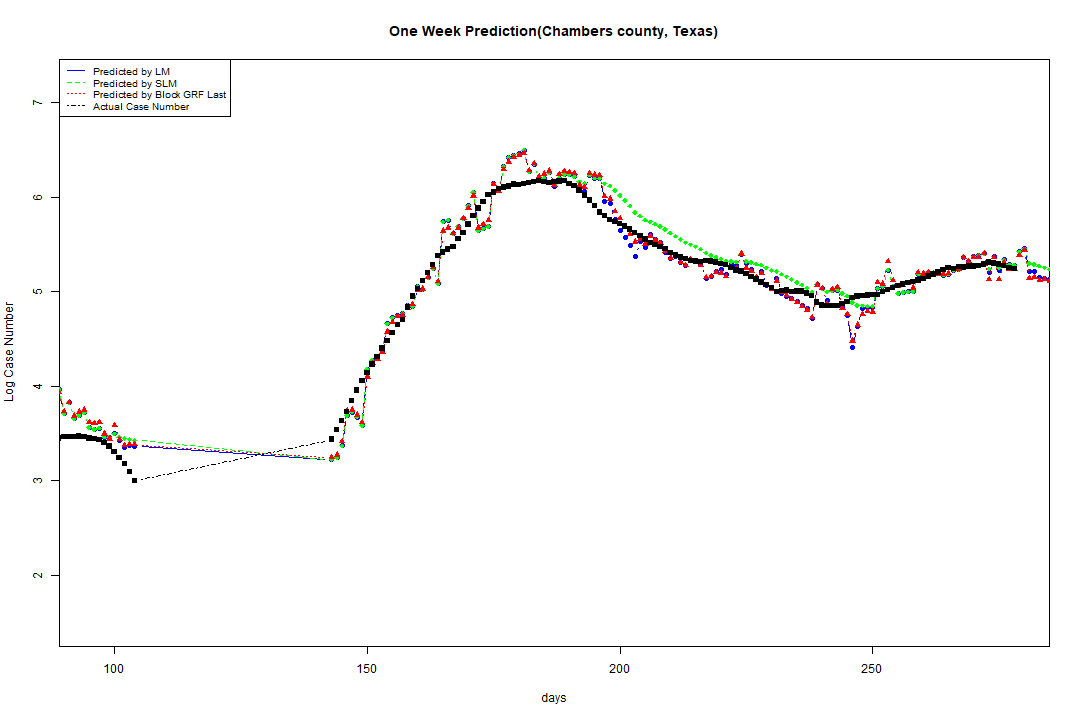 One Week Prediction(Chambers county, Texas)
Predicted by LM
Predicted by SLM
Predicted by Block GRF Last
Actual Case Number
7
6
5
4
3
2
Log Case Number
100
150
200
250
days